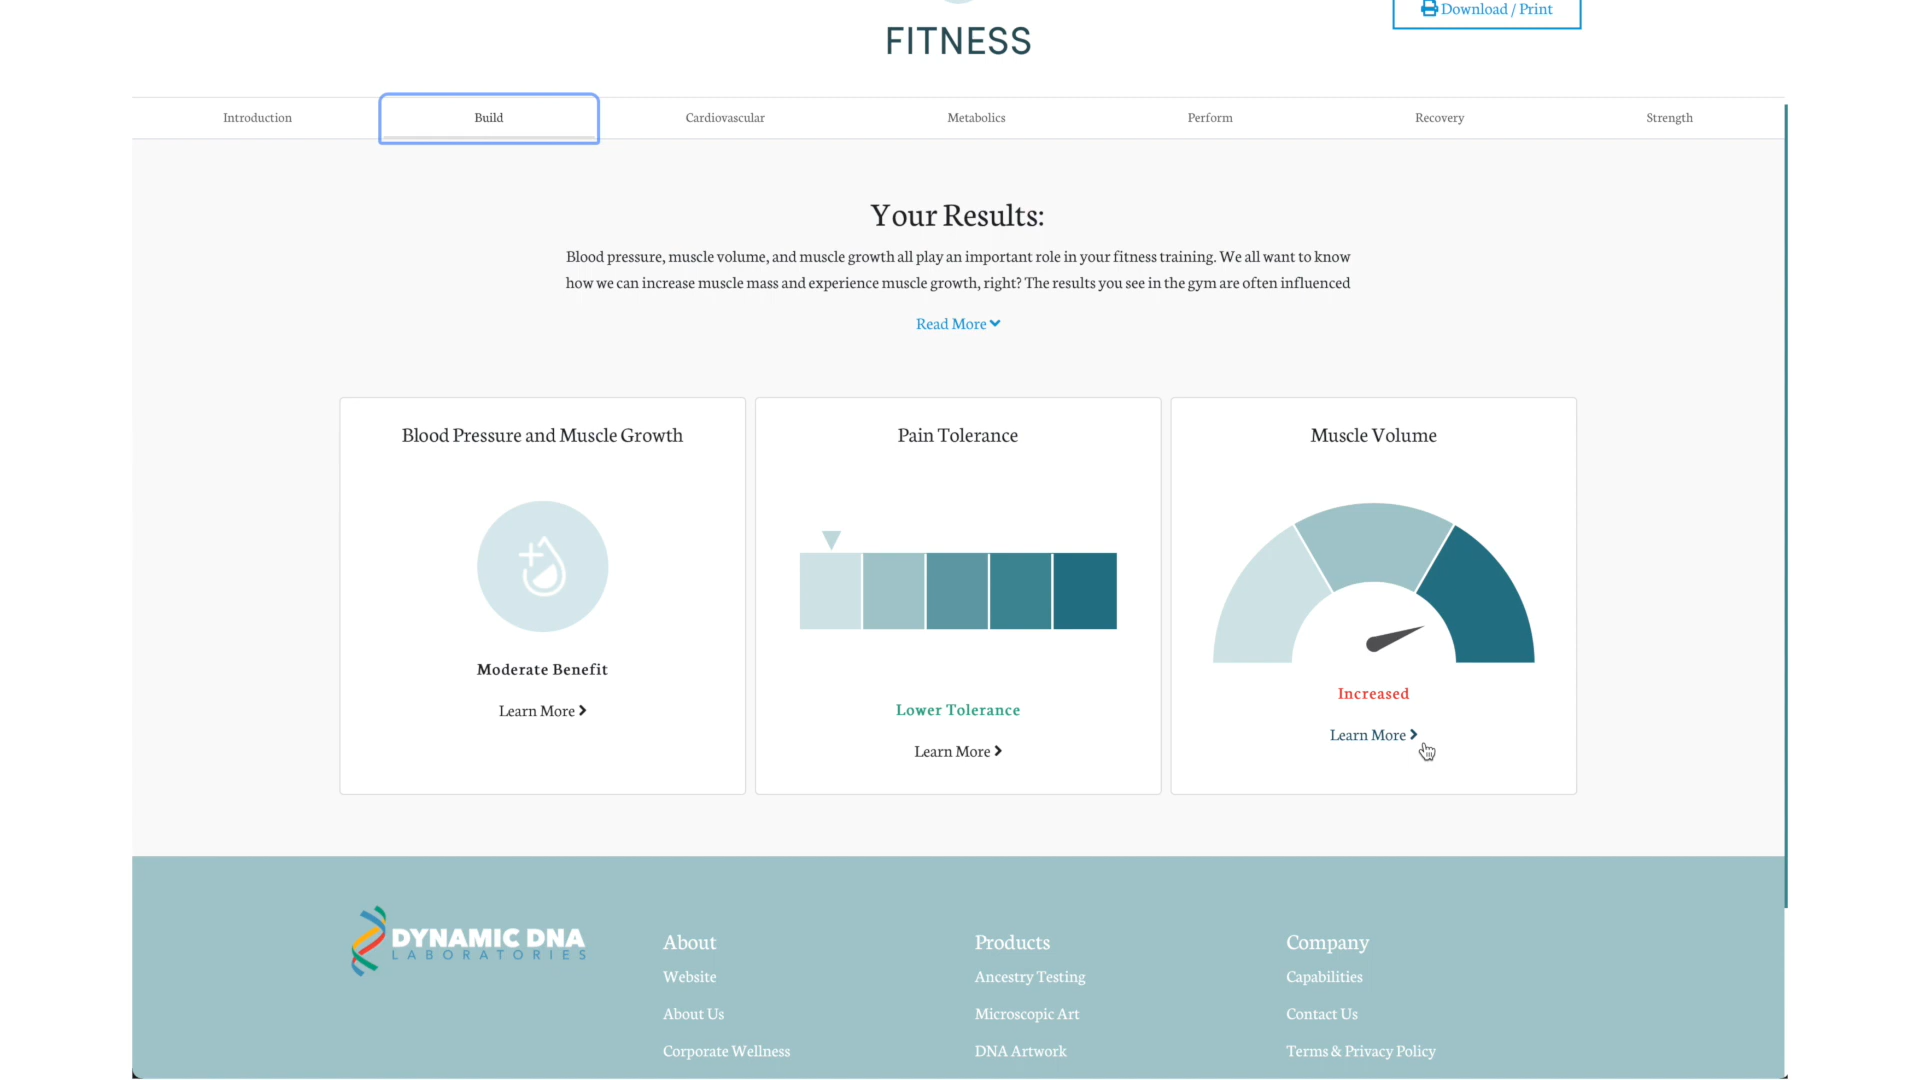 Download / Print
FITNESS
Introduction
Build
Cardiovascular
Metabolics
Perform
Recovery
Strength
Your Results:
Blood pressure, muscle volume, and muscle growth all play an important role in your fitness training. We all want to know
how we can increase muscle mass and experience muscle growth, right? The results you see in the gym are often influenced
Read More
Blood Pressure and Muscle Growth
Moderate Benefit
Learn More
Pain Tolerance
Lower Tolerance
Learn More
Muscle Volume
Increased
Learn More
DYNAMIC DNA
LABORATORIES
About
Website
About Us
Corporate Wellness
Products
Ancestry Testing
Microscopic Art
DNA Artwork
Company
Capabilities
Contact Us
Terms & Privacy Policy